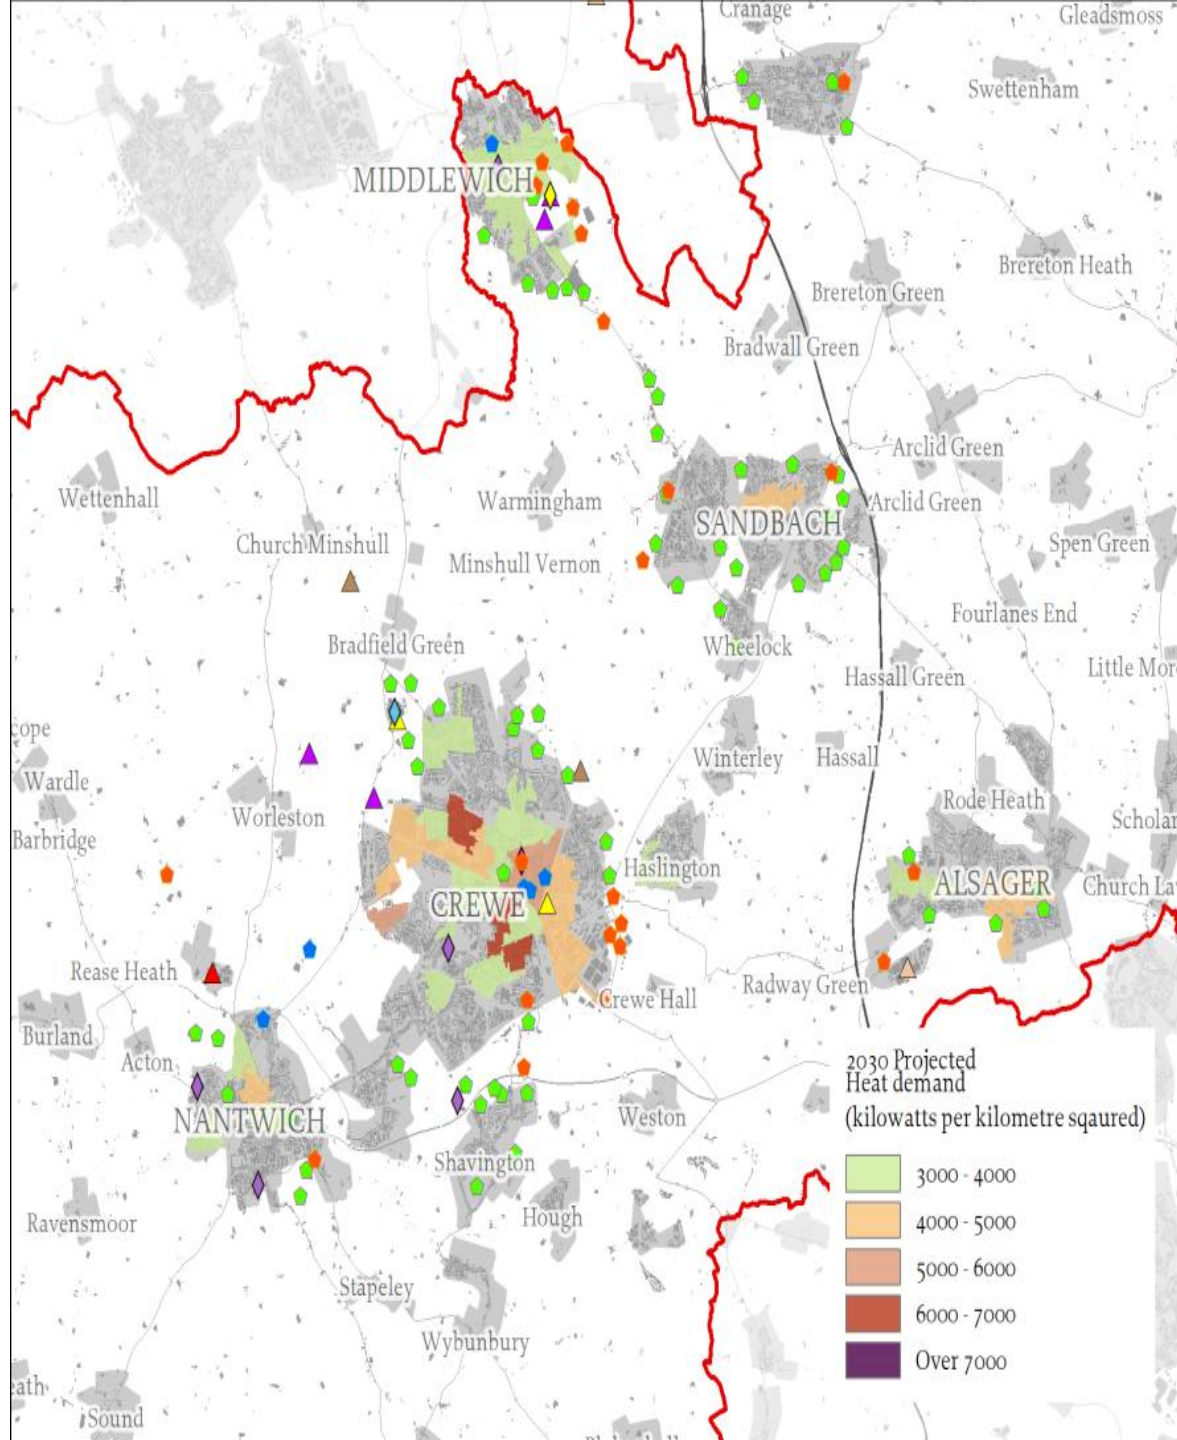 Cranage
Gleadsmoss
Swettenham
MIDDLEWICH
Brereton Heath
Brereton Green
Bradwall Green
Arclid Green
Wettenhall
Warmingham
Arclid Green
SANDBACH
Church Minshull
Spen Green
Minshull Vernon
Fourlanes End
Bradfield Green
Wheelock
Little Mor
Hassall Green
cope
Winterley
Hassall
Wardle
Rode Heath
Worleston
Scholar
Barbridge
Haslington
ALSAGER
Church La
CREWE
Rease Heath
Radway Green
Crewe Hall
Burland
Acton
2030 Projected
Heat demand
(kilowatts per kilometre sqaured)
NANTWICH
Weston
Shavington
3000 - 4000
Ravensmoor
Hough
4000 - 5000
5000 - 6000
Stapeley
6000 - 7000
Wybunbury
Over 7000
eath
Sound